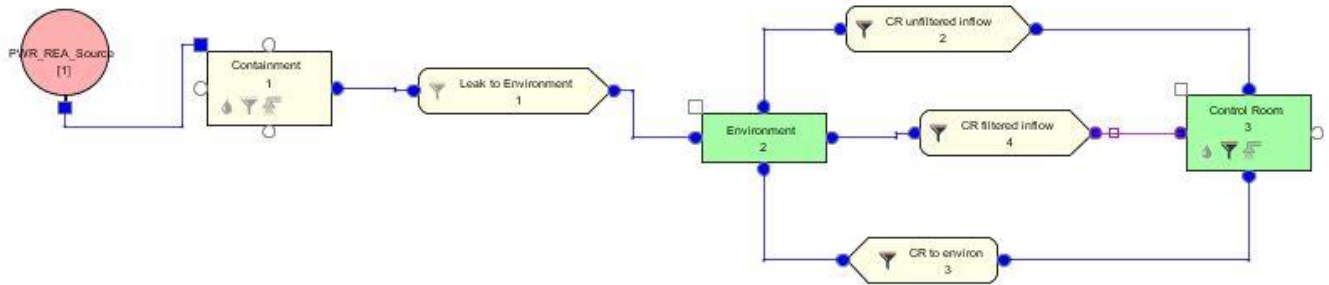 PWR_REA_Source
[1]
Containment
1
Leak to Environment
1
CR unfiltered inflow
2
Environment
2
CR filtered inflow
4
Control Room
3
CR to environ
3